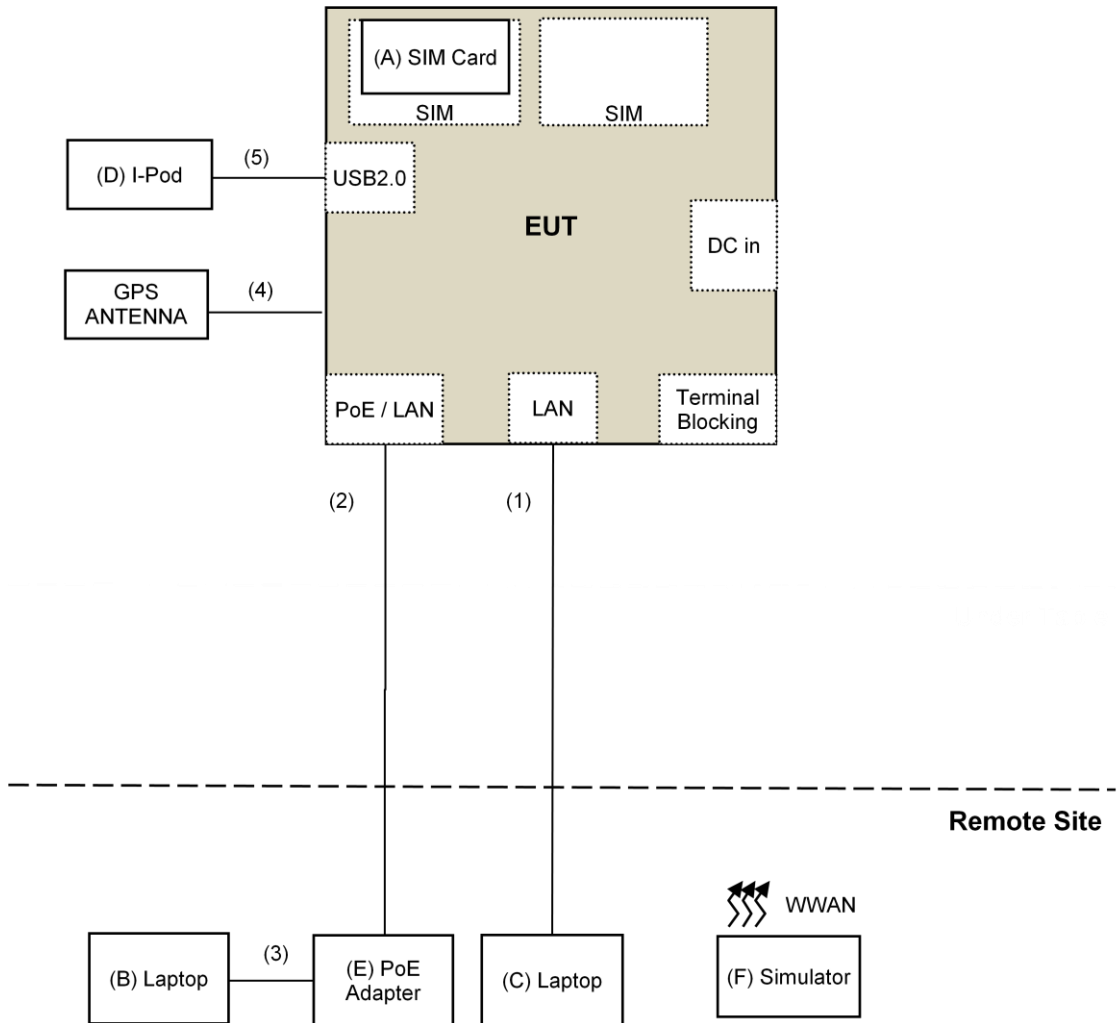 (A) SIM Card
SIM
SIM
(5)
(D) I-Pod
USB2.0
EUT
DC in
GPS
ANTENNA
(4)
PoE / LAN
LAN
Terminal
Blocking
(2)
(1)
Remote Site
WWAN
(B) Laptop
(3)
(E) PoE
Adapter
(C) Laptop
(F) Simulator